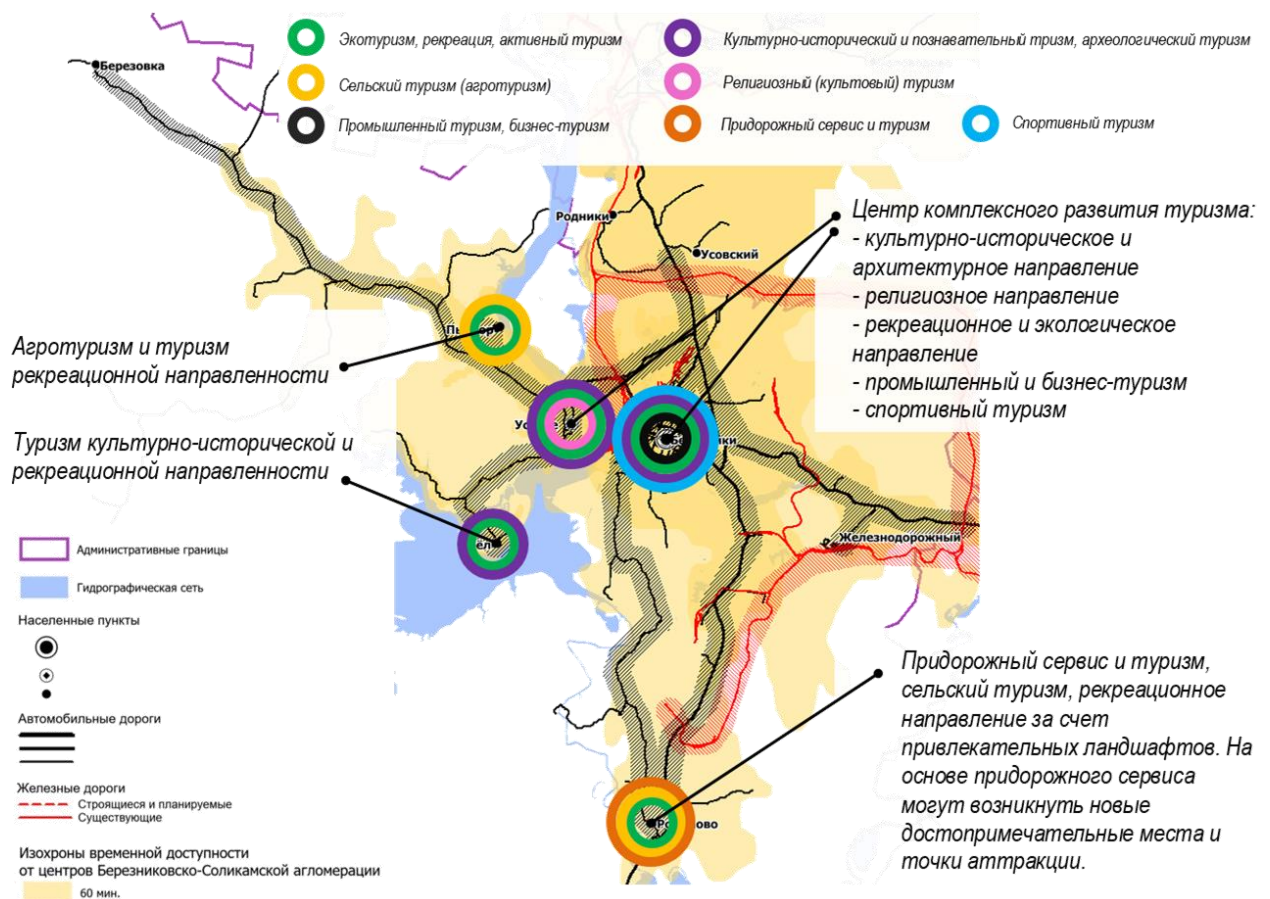 Экотуризм, рекреация, активный туризм
Культурно-исторический и познавательный тризм, археологический туризм
Сельский туризм (агротуризм)
Религиозный (культовый) туризм
Промышленный туризм, бизнес-туризм
Придорожный сервис и туризм
Спортивный туризм
Березовка
Родники
Усовский
Центр комплексного развития туризма:
- культурно-историческое и
архитектурное направление
- религиозное направление
- рекреационное и экологическое
направление
- промышленный и бизнес-туризм
- спортивный туризм
Агротуризм и туризм
рекреационной направленности
Туризм культурно-исторической и
рекреационной направленности
Железнодорожный
Административные границы
Гидрографическая сеть
Населенные пункты
Автомобильные дороги
Железные дороги
Строящиеся и планируемые
Существующие
Изохроны временной доступности
от центров Березниковско-Соликамской агломерации
60 мин.
Придорожный сервис и туризм,
сельский туризм, рекреационное
направление за счет
привлекательных ландшафтов. На
основе придорожного сервиса
могут возникнуть новые
достопримечательные места и
точки аттракции.